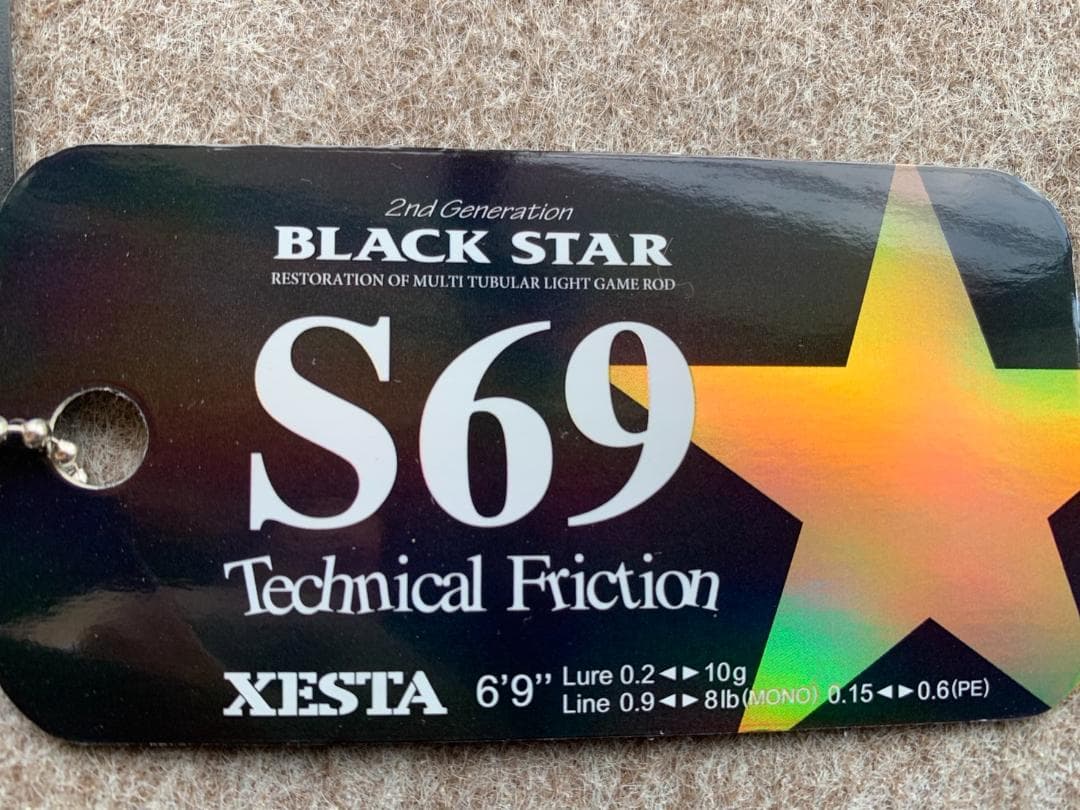 2nd Generation
BLACK STAR
RESTORATION OF MULTI TUBULAR LIGHT GAME ROD
S69
Technical Friction
XESTA 6'9”
Lure 0.2◄►10g
Line 0.9◄►8lb(MONO) 0.15◄►0.6(PE)